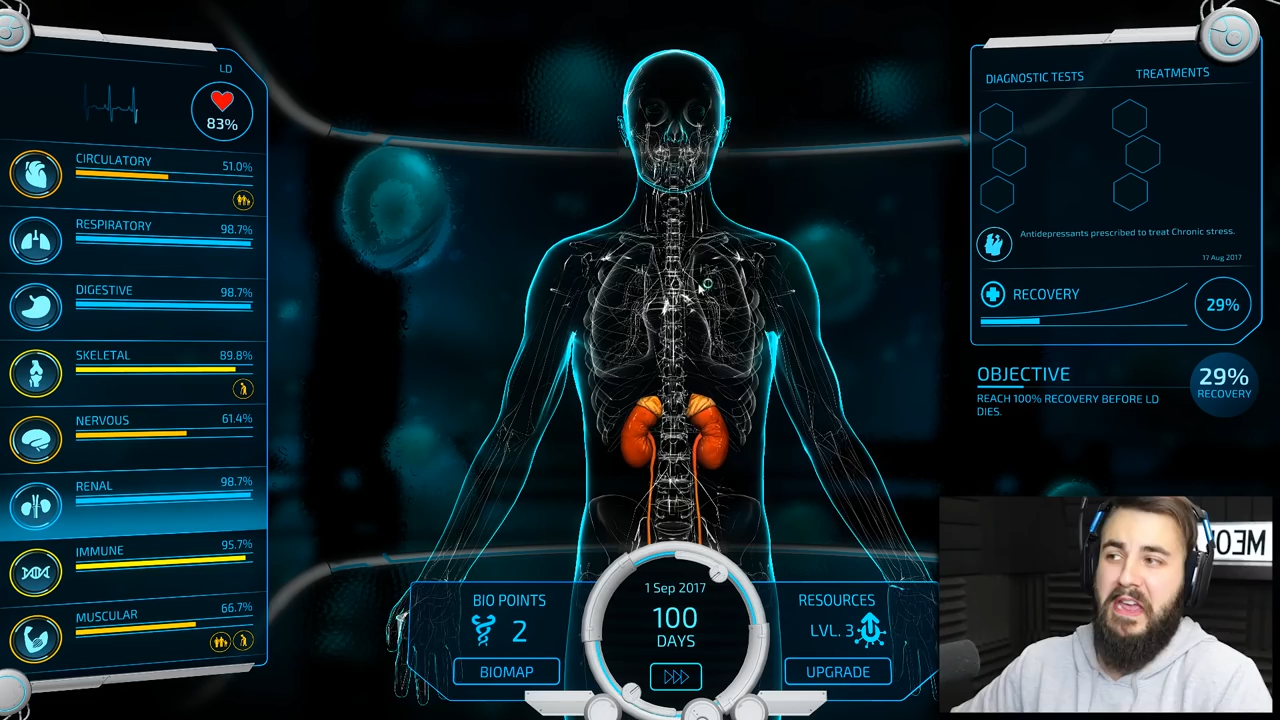 LD
83%
CIRCULATORY 51.0%
RESPIRATORY 98.7%
DIGESTIVE 98.7%
SKELETAL 89.8%
NERVOUS 61.4%
RENAL 98.7%
IMMUNE 95.7%
MUSCULAR 66.7%
BIO POINTS
2
BIOMAP
1 Sep 2017
100
DAYS
RESOURCES
LVL. 3
UPGRADE
DIAGNOSTIC TESTS TREATMENTS
Antidepressants prescribed to treat Chronic stress.
17 Aug 2017
RECOVERY 29%
OBJECTIVE
REACH 100% RECOVERY BEFORE LD
DIES.
29%
RECOVERY